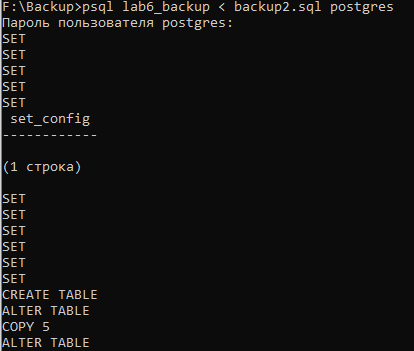 F:\Backup>psql lab6_backup < backup2.sql postgres
Пароль пользователя postgres:
SET
SET
SET
SET
SET
 set_config
------------

(1 строка)

SET
SET
SET
SET
SET
SET
CREATE TABLE
ALTER TABLE
COPY 5
ALTER TABLE